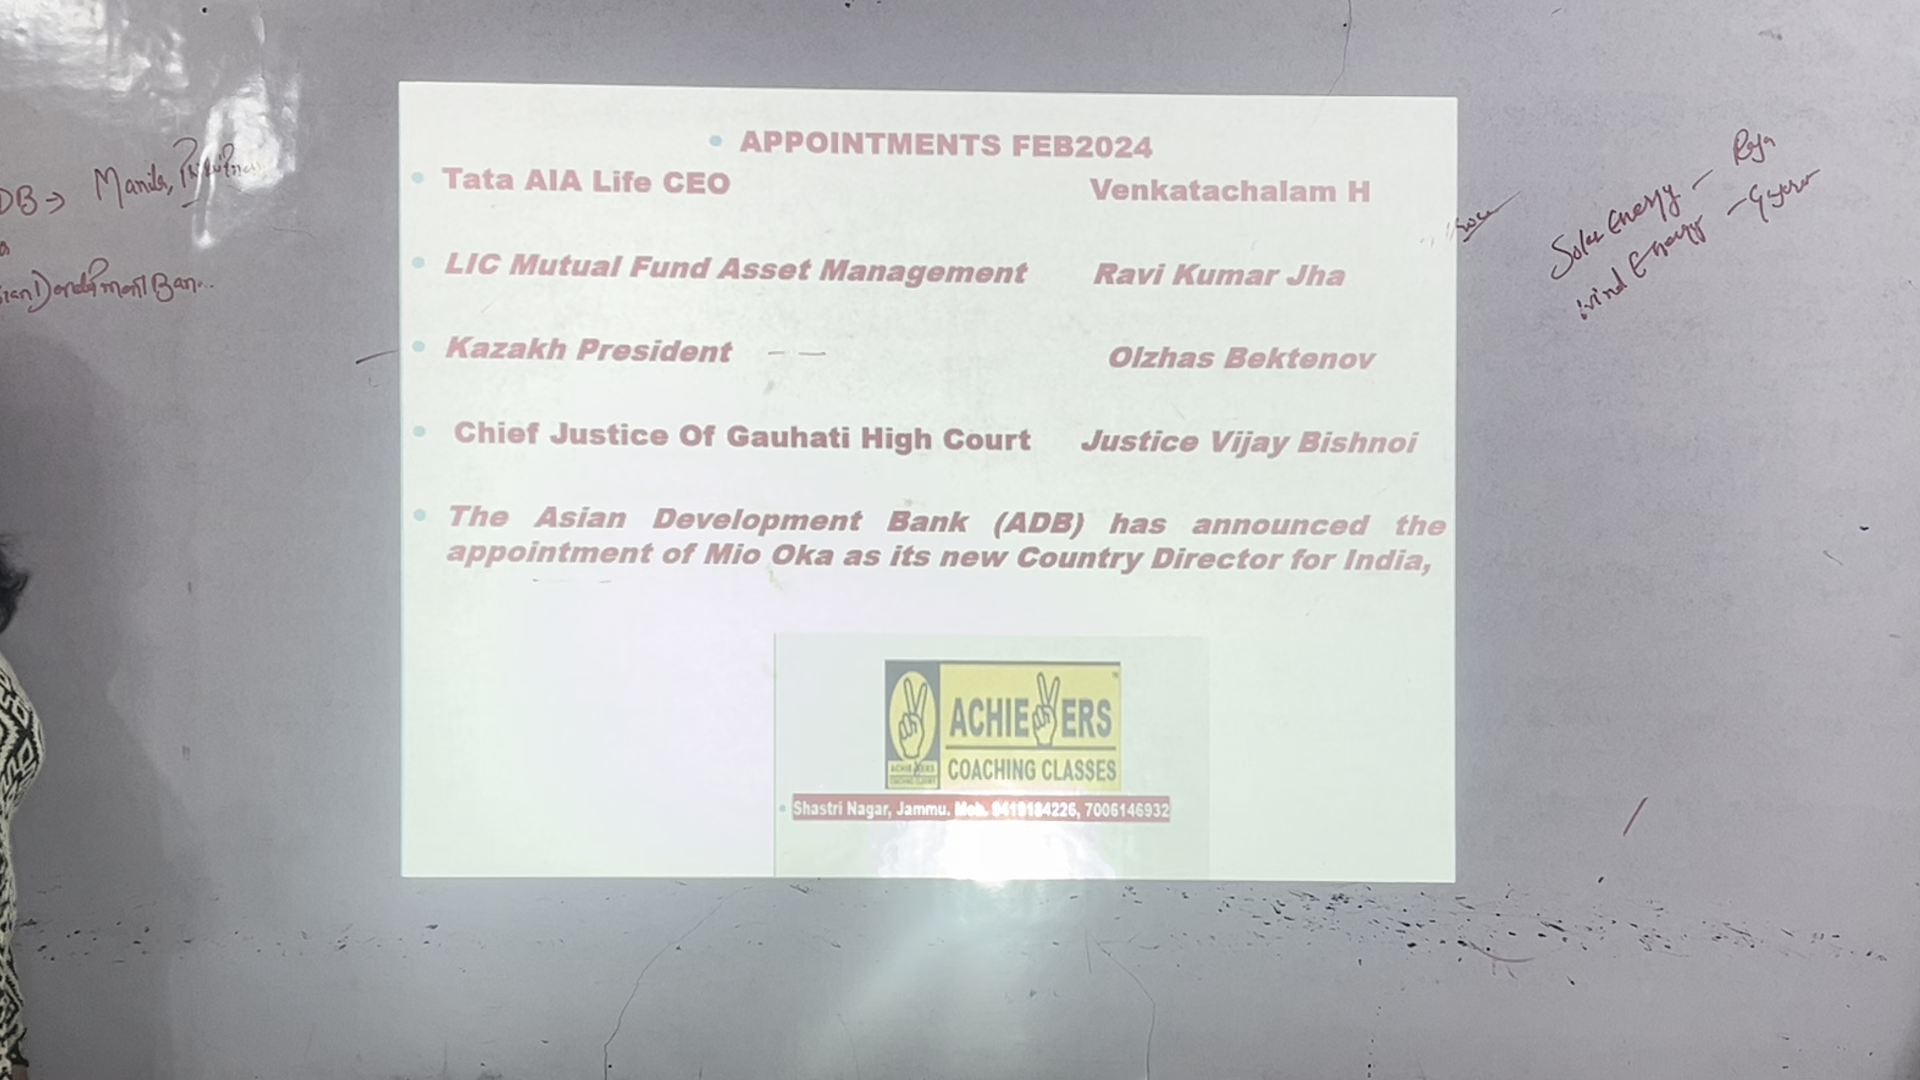 APPOINTMENTS FEB2024
Tata AIA Life CEO Venkatachalam H
LIC Mutual Fund Asset Management Ravi Kumar Jha
Kazakh President Olzhas Bektenov
Chief Justice Of Gauhati High Court Justice Vijay Bishnoi
The Asian Development Bank (ADB) has announced the
appointment of Mio Oka as its new Country Director for India,
ACHIEVERS
COACHING CLASSES
Shastri Nagar, Jammu. Mob. 9419184226, 7006146932
DB → Manila,
Solar Energy - Raja
Wind Energy -